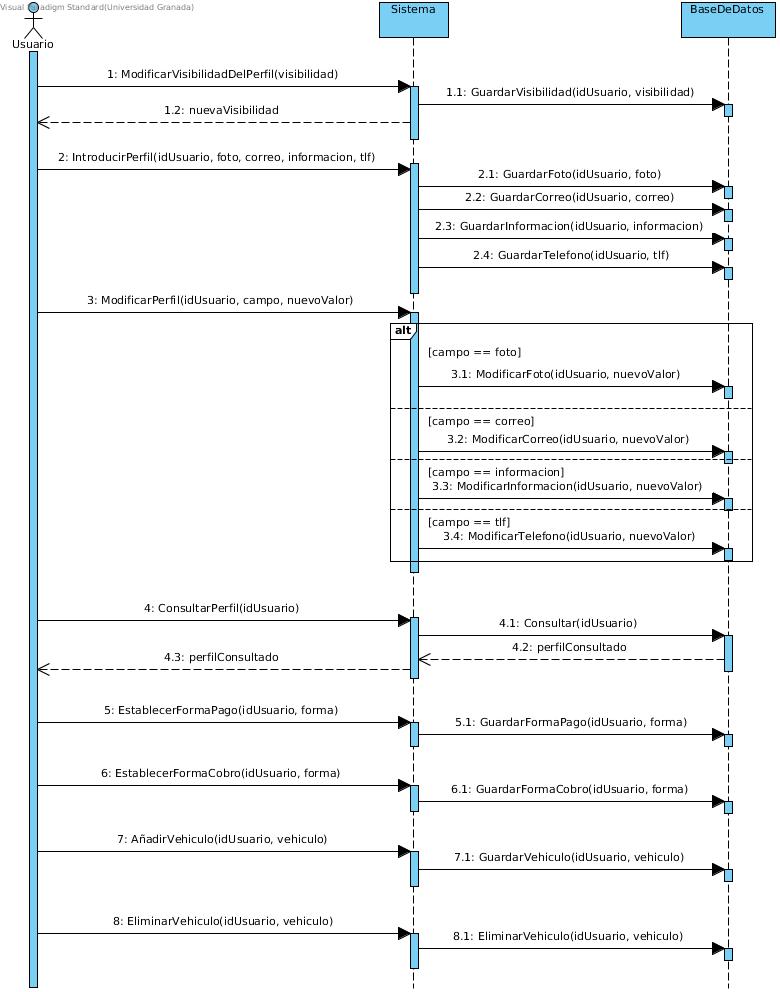 Visual Paradigm Standard(Universidad Granada)
Usuario
Sistema
BaseDeDatos
1: ModificarVisibilidadDelPerfil(visibilidad)
1.1: GuardarVisibilidad(idUsuario, visibilidad)
1.2: nuevaVisibilidad
2: IntroducirPerfil(idUsuario, foto, correo, informacion, tlf)
2.1: GuardarFoto(idUsuario, foto)
2.2: GuardarCorreo(idUsuario, correo)
2.3: GuardarInformacion(idUsuario, informacion)
2.4: GuardarTelefono(idUsuario, tlf)
3: ModificarPerfil(idUsuario, campo, nuevoValor)
alt
[campo == foto]
3.1: ModificarFoto(idUsuario, nuevoValor)
[campo == correo]
3.2: ModificarCorreo(idUsuario, nuevoValor)
[campo == informacion]
3.3: ModificarInformacion(idUsuario, nuevoValor)
[campo == tlf]
3.4: ModificarTelefono(idUsuario, nuevoValor)
4: ConsultarPerfil(idUsuario)
4.1: Consultar(idUsuario)
4.2: perfilConsultado
4.3: perfilConsultado
5: EstablecerFormaPago(idUsuario, forma)
5.1: GuardarFormaPago(idUsuario, forma)
6: EstablecerFormaCobro(idUsuario, forma)
6.1: GuardarFormaCobro(idUsuario, forma)
7: AñadirVehiculo(idUsuario, vehiculo)
7.1: GuardarVehiculo(idUsuario, vehiculo)
8: EliminarVehiculo(idUsuario, vehiculo)
8.1: EliminarVehiculo(idUsuario, vehiculo)